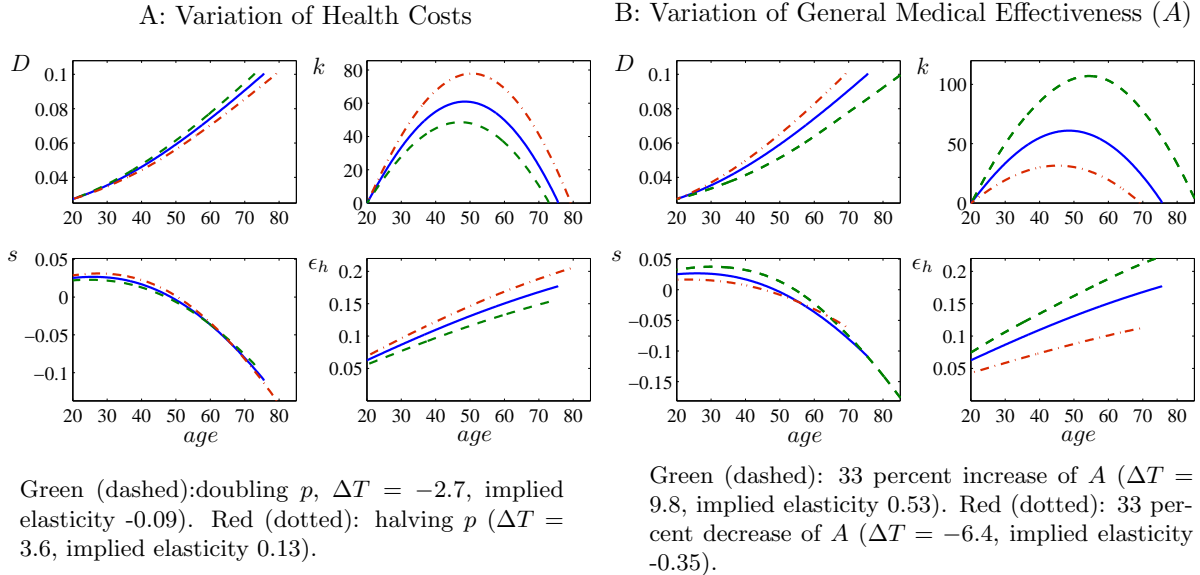 A: Variation of Health Costs
B: Variation of General Medical Effectiveness (A)
D
0.1
0.08
0.06
0.04
20 30 40 50 60 70 80
k
80
60
40
20
0
20 30 40 50 60 70 80
D
0.1
0.08
0.06
0.04
20 30 40 50 60 70 80
k
100
50
0
20 30 40 50 60 70 80
s
0.05
0
−0.05
−0.1
20 30 40 50 60 70 80
age
ϵh
0.2
0.15
0.1
0.05
20 30 40 50 60 70 80
age
s
0.05
0
−0.05
−0.1
−0.15
20 30 40 50 60 70 80
age
ϵh
0.2
0.15
0.1
0.05
20 30 40 50 60 70 80
age
Green (dashed):doubling p, ΔT = −2.7, implied
elasticity -0.09). Red (dotted): halving p (ΔT =
3.6, implied elasticity 0.13).
Green (dashed): 33 percent increase of A (ΔT =
9.8, implied elasticity 0.53). Red (dotted): 33 per-
cent decrease of A (ΔT = −6.4, implied elasticity
-0.35).